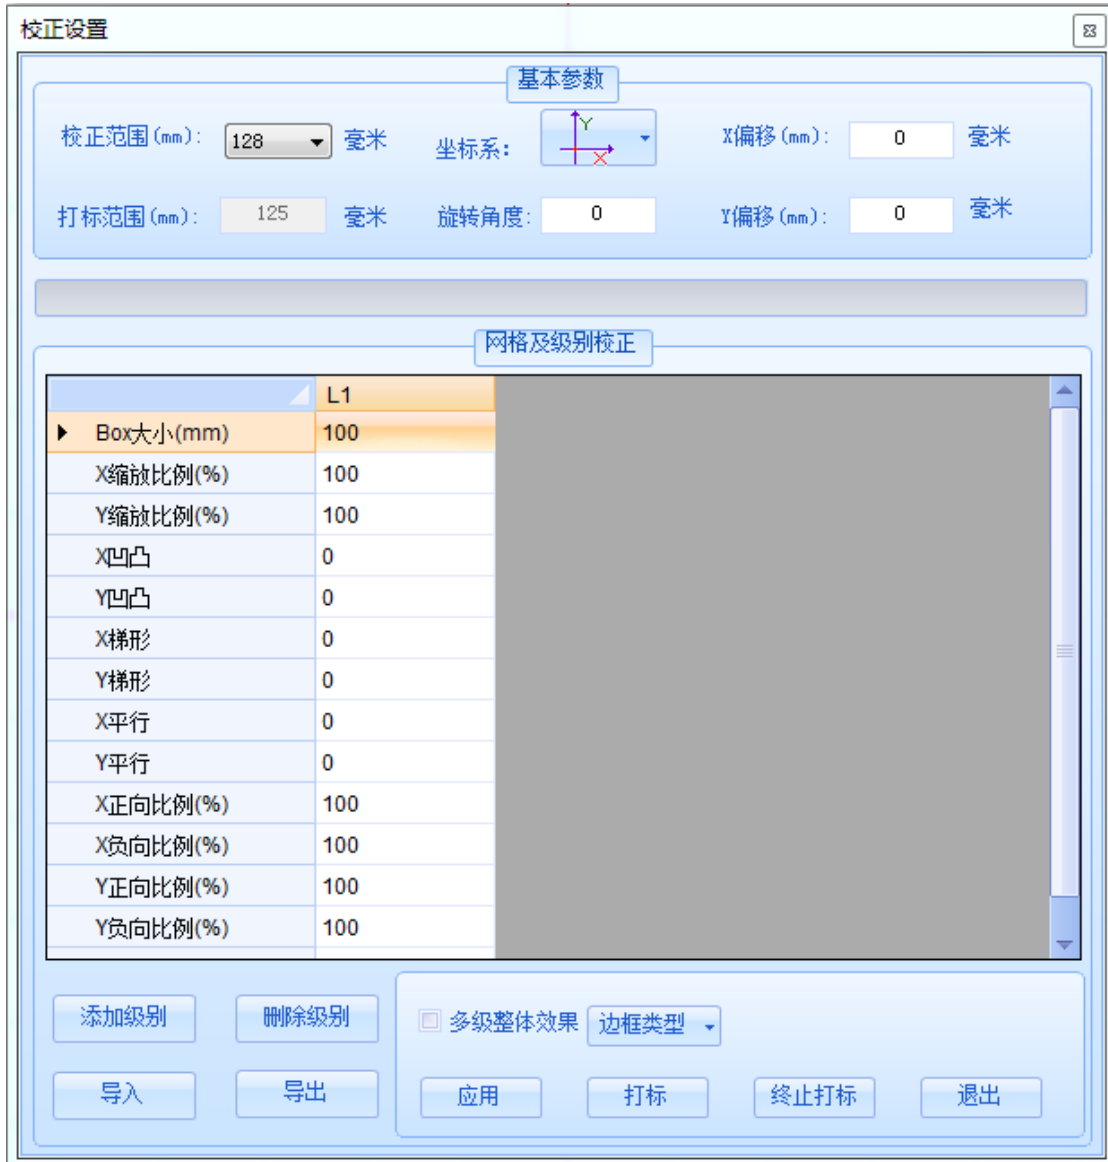 校正设置
基本参数
校正范围(mm): 128 毫米 坐标系: Y X X偏移(mm): 0 毫米
打标范围(mm): 125 毫米 旋转角度: 0 Y偏移(mm): 0 毫米
网格及级别校正
L1
Box大小(mm) 100
X缩放比例(%) 100
Y缩放比例(%) 100
X凹凸 0
Y凹凸 0
X梯形 0
Y梯形 0
X平行 0
Y平行 0
X正向比例(%) 100
X负向比例(%) 100
Y正向比例(%) 100
Y负向比例(%) 100
添加级别 删除级别 多级整体效果 边框类型
导入 导出 应用 打标 终止打标 退出